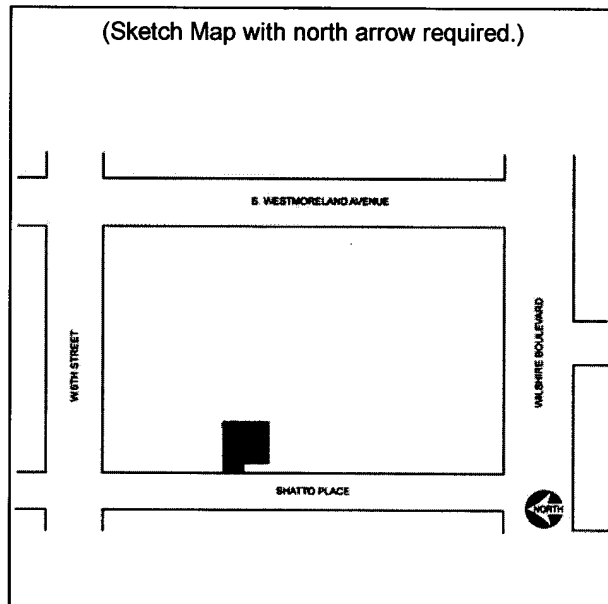 (Sketch Map with north arrow required.)
S. WESTMORELAND AVENUE
W.6TH STREET
WILSHIRE BOULEVARD
SHATTO PLACE
NORTH